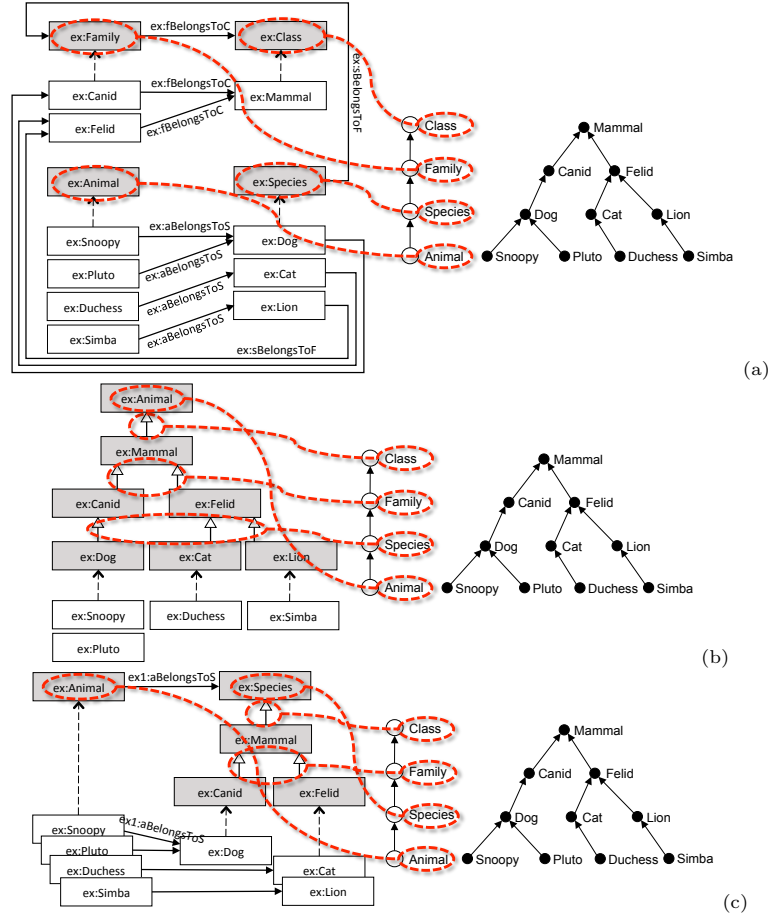 ex:Family ex:fBelongsToC ex:Class
ex:sBelongsToF
ex:Canid ex:fBelongsToC ex:Mammal
ex:Felid ex:fBelongsToC
ex:Animal ex:Species
ex:Snoopy ex:aBelongsToS ex:Dog
ex:Pluto ex:aBelongsToS ex:Cat
ex:Duchess ex:aBelongsToS ex:Lion
ex:Simba ex:aBelongsToS ex:sBelongsToF
Class
Family
Species
Animal
Mammal
Canid Felid
Dog Cat Lion
Snoopy Pluto Duchess Simba
(a)
ex:Animal
ex:Mammal
ex:Canid ex:Felid
ex:Dog ex:Cat ex:Lion
ex:Snoopy ex:Duchess ex:Simba
ex:Pluto
Class
Family
Species
Animal
Mammal
Canid Felid
Dog Cat Lion
Snoopy Pluto Duchess Simba
(b)
ex:Animal ex1:aBelongsToS ex:Species
ex:Mammal
ex:Canid ex:Felid
ex:Snoopy ex1:aBelongsToS
ex:Pluto ex:Dog
ex:Duchess ex:Cat
ex:Simba ex:Lion
Class
Family
Species
Animal
Mammal
Canid Felid
Dog Cat Lion
Snoopy Pluto Duchess Simba
(c)